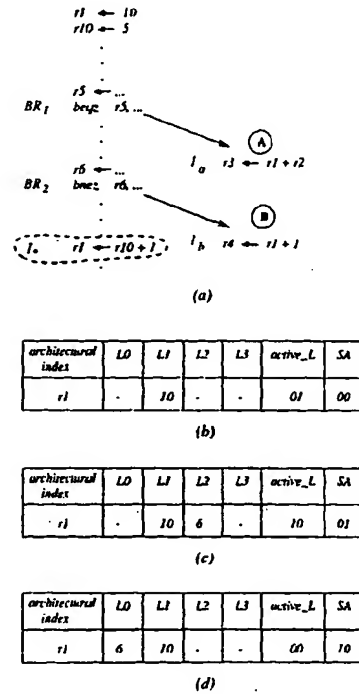 r1 ← 10
r10 ← 5
r5 ← ...
BR1 beqz r5, ...
A
Ia r3 ← r1 + r2
r6 ← ...
BR2 bnez r6, ...
B
Io r1 ← r10 + 1
Ib r4 ← r1 + 1
(a)
architectural index L0 L1 L2 L3 active_L SA
r1 - 10 - - 01 00
(b)
architectural index L0 L1 L2 L3 active_L SA
r1 - 10 6 - 10 01
(c)
architectural index L0 L1 L2 L3 active_L SA
r1 6 10 - - 00 10
(d)